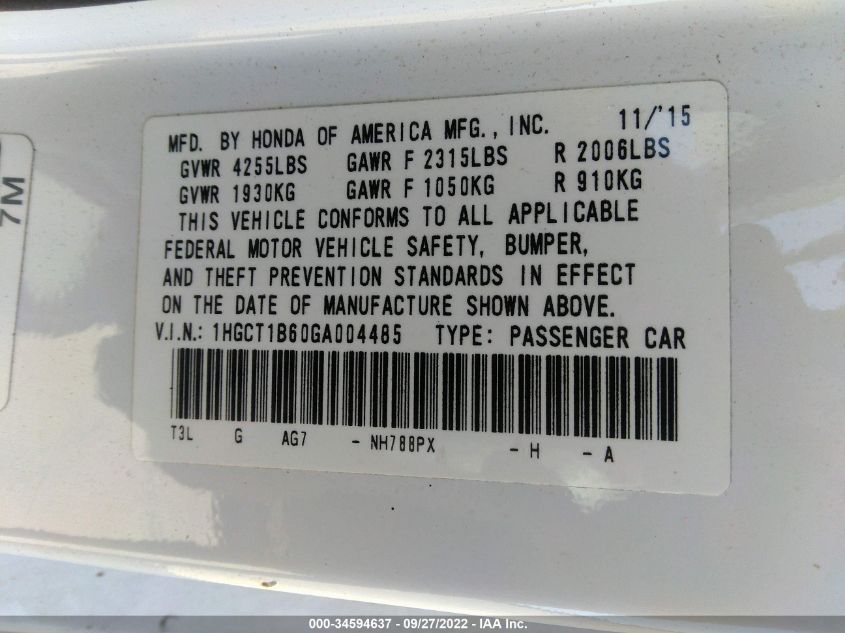 7M
MFD. BY HONDA OF AMERICA MFG., INC. 11/'15
GVWR 4255LBS GAWR F 2315LBS R 2006LBS
GVWR 1930KG GAWR F 1050KG R 910KG
THIS VEHICLE CONFORMS TO ALL APPLICABLE
FEDERAL MOTOR VEHICLE SAFETY, BUMPER,
AND THEFT PREVENTION STANDARDS IN EFFECT
ON THE DATE OF MANUFACTURE SHOWN ABOVE.
V.I.N.: 1HGCT1B60GA004485 TYPE: PASSENGER CAR
T3L G AG7 - NH788PX - H - A
000-34594637 - 09/27/2022 - IAA Inc.